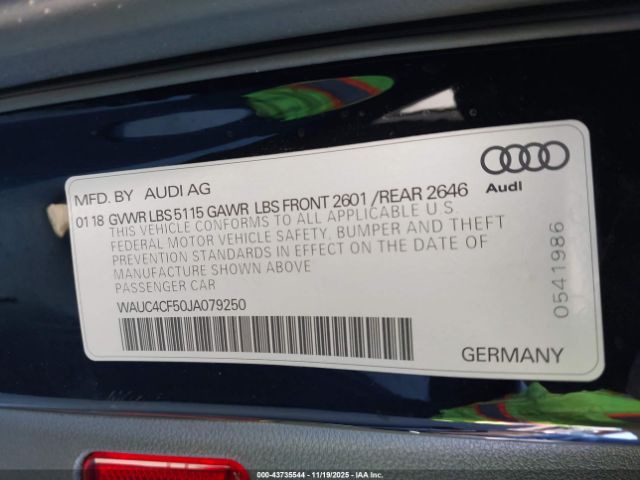 MFD. BY AUDI AG
01 18 GVWR LBS 5115 GAWR LBS FRONT 2601 /REAR 2646
THIS VEHICLE CONFORMS TO ALL APPLICABLE U S
FEDERAL MOTOR VEHICLE SAFETY, BUMPER AND THEFT
PREVENTION STANDARDS IN EFFECT ON THE DATE OF
MANUFACTURE SHOWN ABOVE
PASSENGER CAR
WAUC4CF50JA079250
Audi
0541986
GERMANY
000-43735544 11/19/2025 IAAI.COM